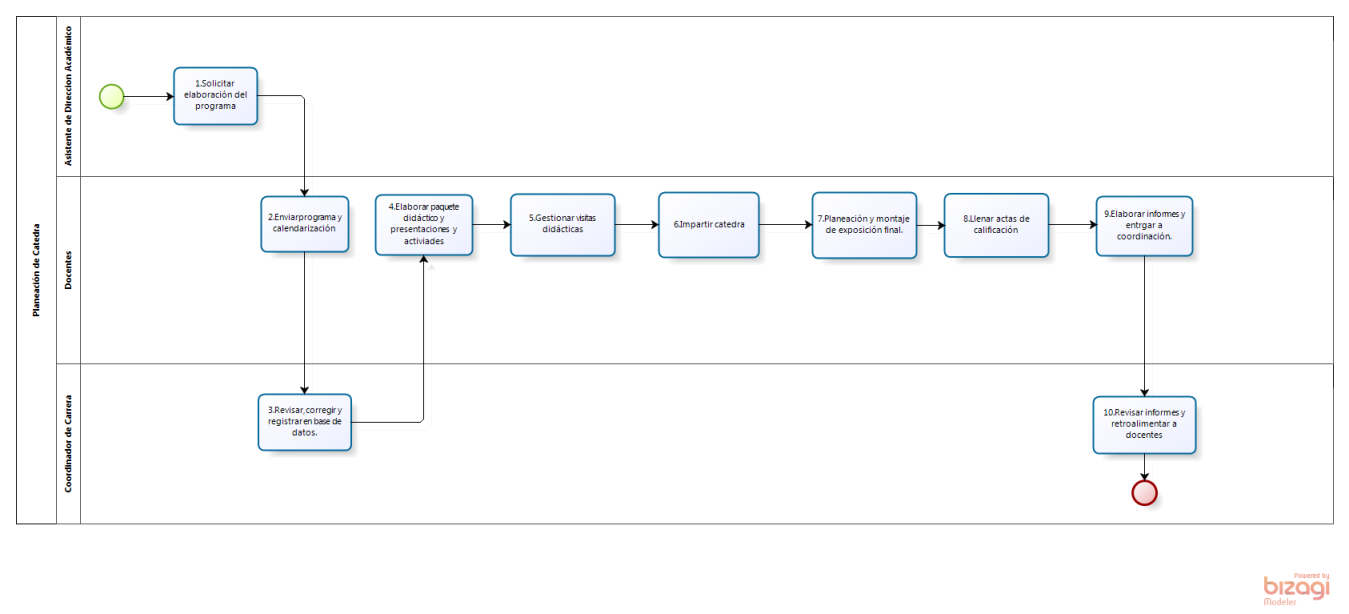 Planeación de Catedra
Asistente de Direccion Académico
1.Solicitar
elaboración del
programa
Docentes
2.Enviar programa y
calendarización
4.Elaborar paquete
didáctico y
presentaciones y
activiades
5.Gestionar visitas
didácticas
6.Impartir catedra
7.Planeación y montaje
de exposición final.
8.Llenar actas de
calificación
9.Elaborar informes y
entrgar a
coordinación.
Coordinador de Carrera
3.Revisar, corregir y
registrar en base de
datos.
10.Revisar informes y
retroalimentar a
docentes
Powered by
bizagi
Modeler